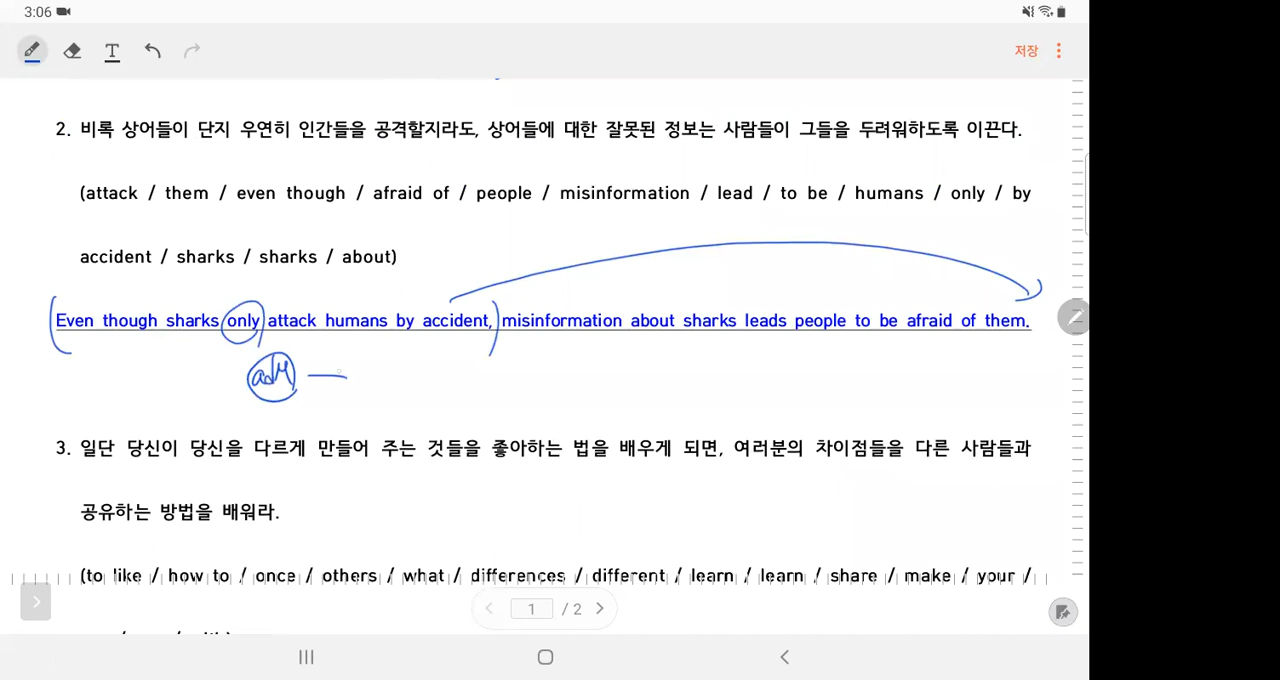 3:06
T
저장
2. 비록 상어들이 단지 우연히 인간들을 공격할지라도, 상어들에 대한 잘못된 정보는 사람들이 그들을 두려워하도록 이끈다.
(attack / them / even though / afraid of / people / misinformation / lead / to be / humans / only / by
accident / sharks / sharks / about)
Even though sharks only attack humans by accident, misinformation about sharks leads people to be afraid of them.
3. 일단 당신이 당신을 다르게 만들어 주는 것들을 좋아하는 법을 배우게 되면, 여러분의 차이점들을 다른 사람들과
공유하는 방법을 배워라.
(to like / how to / once / others / what / differences / different / learn / learn / share / make / your /
1 / 2